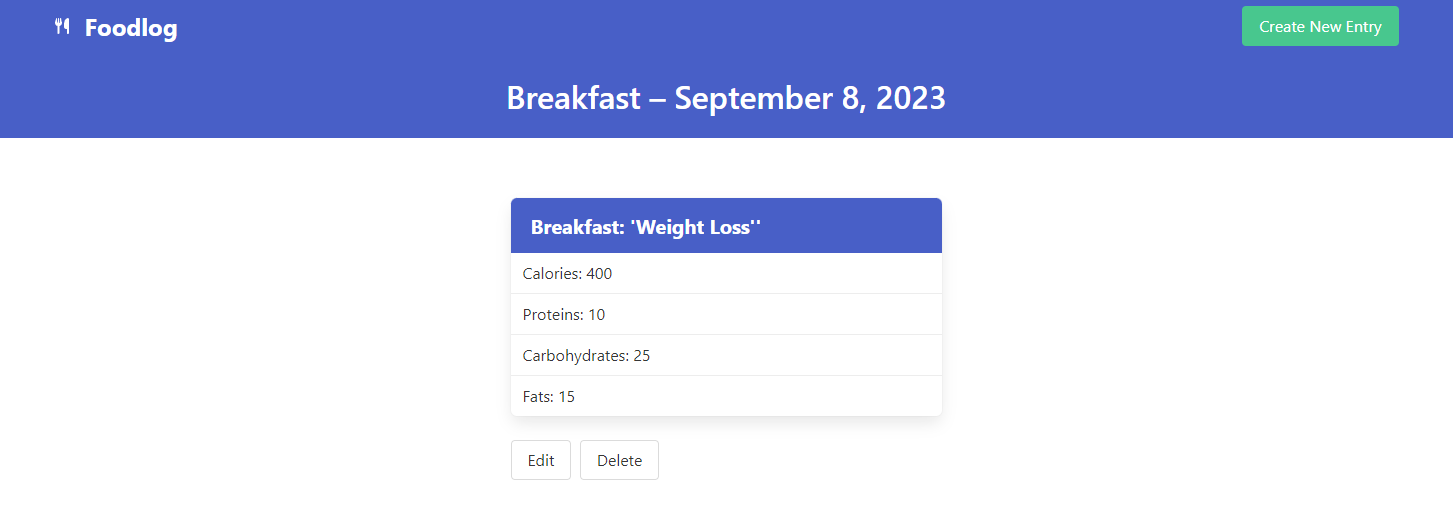 Foodlog
Create New Entry
Breakfast – September 8, 2023
Breakfast: 'Weight Loss''
Calories: 400
Proteins: 10
Carbohydrates: 25
Fats: 15
Edit
Delete